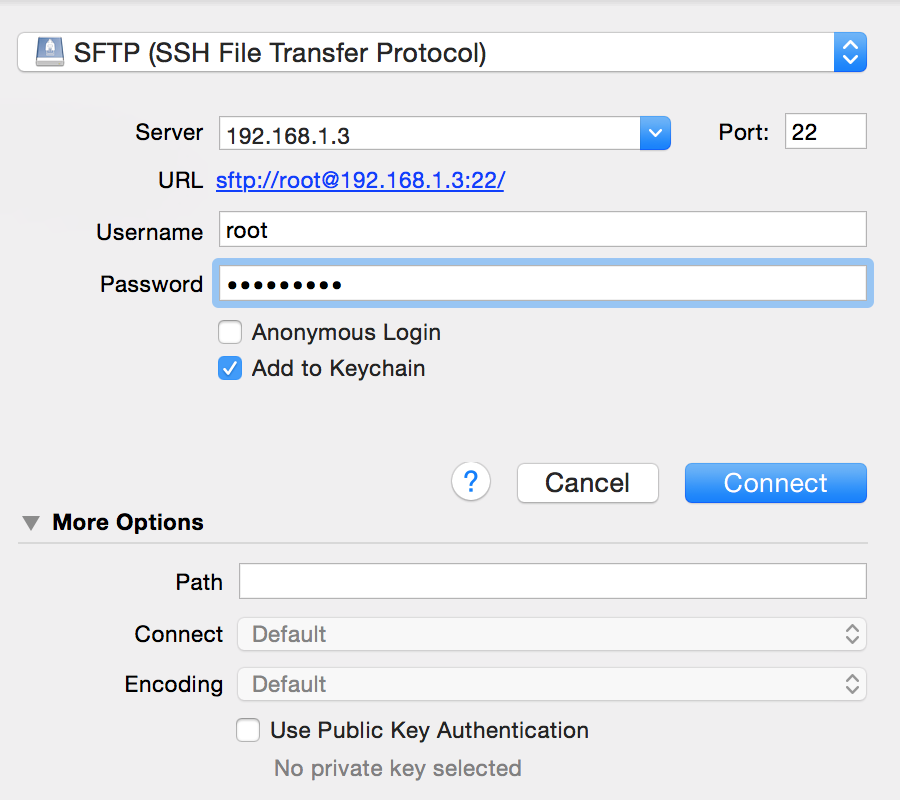 SFTP (SSH File Transfer Protocol)
Server 192.168.1.3 Port: 22
URL sftp://root@192.168.1.3:22/
Username root
Password •••••••••
Anonymous Login
Add to Keychain
? Cancel Connect
More Options
Path
Connect Default
Encoding Default
Use Public Key Authentication
No private key selected